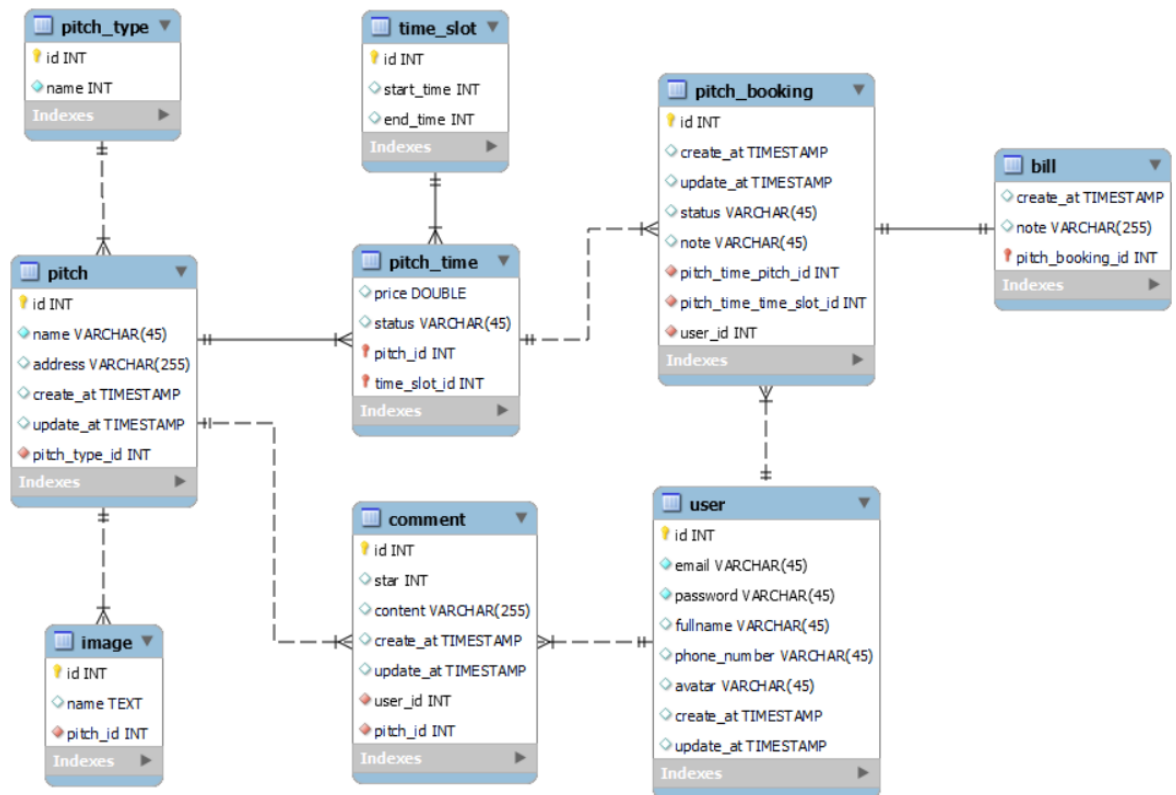 pitch_type
id INT
name INT
Indexes
time_slot
id INT
start_time INT
end_time INT
Indexes
pitch_booking
id INT
create_at TIMESTAMP
update_at TIMESTAMP
status VARCHAR(45)
note VARCHAR(45)
pitch_time_pitch_id INT
pitch_time_time_slot_id INT
user_id INT
Indexes
bill
create_at TIMESTAMP
note VARCHAR(255)
pitch_booking_id INT
Indexes
pitch
id INT
name VARCHAR(45)
address VARCHAR(255)
create_at TIMESTAMP
update_at TIMESTAMP
pitch_type_id INT
Indexes
pitch_time
price DOUBLE
status VARCHAR(45)
pitch_id INT
time_slot_id INT
Indexes
comment
id INT
star INT
content VARCHAR(255)
create_at TIMESTAMP
update_at TIMESTAMP
user_id INT
pitch_id INT
Indexes
user
id INT
email VARCHAR(45)
password VARCHAR(45)
fullname VARCHAR(45)
phone_number VARCHAR(45)
avatar VARCHAR(45)
create_at TIMESTAMP
update_at TIMESTAMP
Indexes
image
id INT
name TEXT
pitch_id INT
Indexes